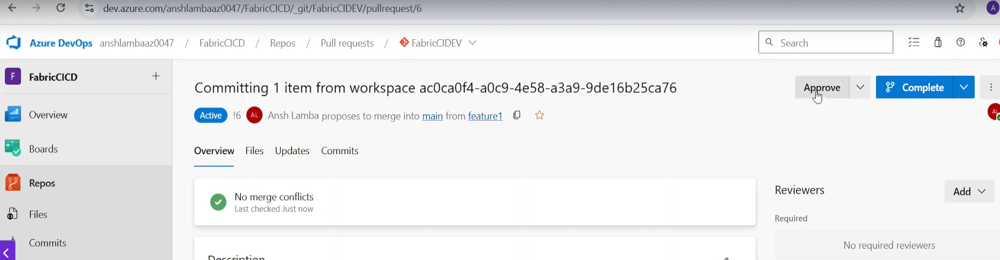 dev.azure.com/anshlambaaz0047/FabricCICD/_git/FabricCIDEV/pullrequest/6
A
Azure DevOps anshlambaaz0047 / FabricCICD / Repos / Pull requests / FabricCIDEV
Search
F FabricCICD +
Committing 1 item from workspace ac0ca0f4-a0c9-4e58-a3a9-9de16b25ca76
Approve
Complete
Overview
Active !6 AL Ansh Lamba proposes to merge into main from feature1
AL
Boards
Overview Files Updates Commits
Repos
No merge conflicts
Last checked Just now
Reviewers
Add
Files
Required
Commits
No required reviewers
Description